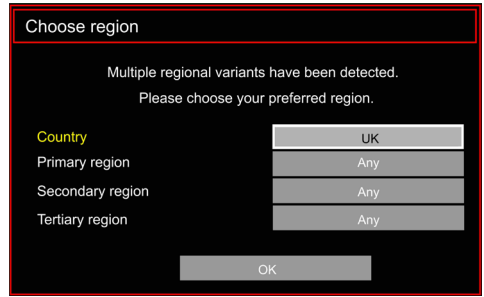 Choose region
Multiple regional variants have been detected.
Please choose your preferred region.
Country UK
Primary region Any
Secondary region Any
Tertiary region Any
OK